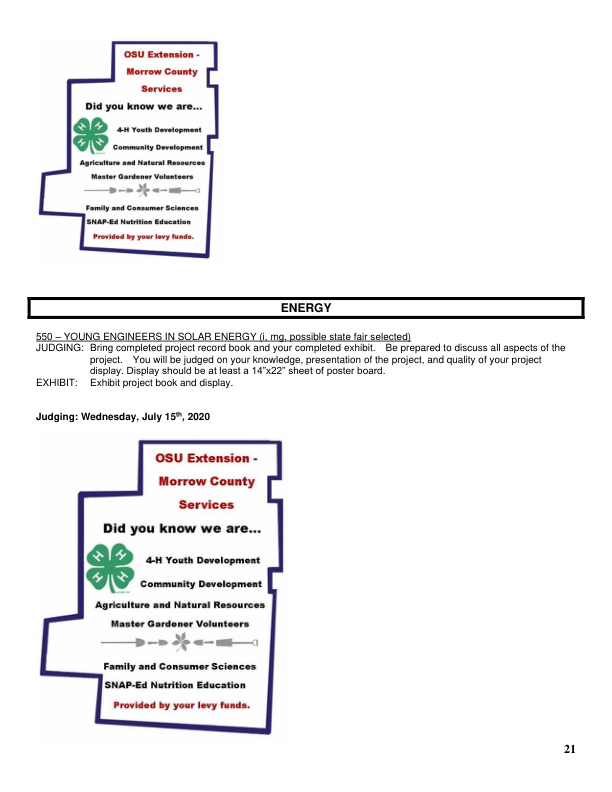 OSU Extension -
Morrow County
Services
Did you know we are...
4-H Youth Development
Community Development
Agriculture and Natural Resources
Master Gardener Volunteers
Family and Consumer Sciences
SNAP-Ed Nutrition Education
Provided by your levy funds.
ENERGY
550 – YOUNG ENGINEERS IN SOLAR ENERGY (i, mg, possible state fair selected)
JUDGING: Bring completed project record book and your completed exhibit. Be prepared to discuss all aspects of the
project. You will be judged on your knowledge, presentation of the project, and quality of your project
display. Display should be at least a 14"x22" sheet of poster board.
EXHIBIT: Exhibit project book and display.
Judging: Wednesday, July 15th, 2020
OSU Extension -
Morrow County
Services
Did you know we are...
H H
H H
4-H Youth Development
Community Development
Agriculture and Natural Resources
Master Gardener Volunteers
Family and Consumer Sciences
SNAP-Ed Nutrition Education
Provided by your levy funds.
21